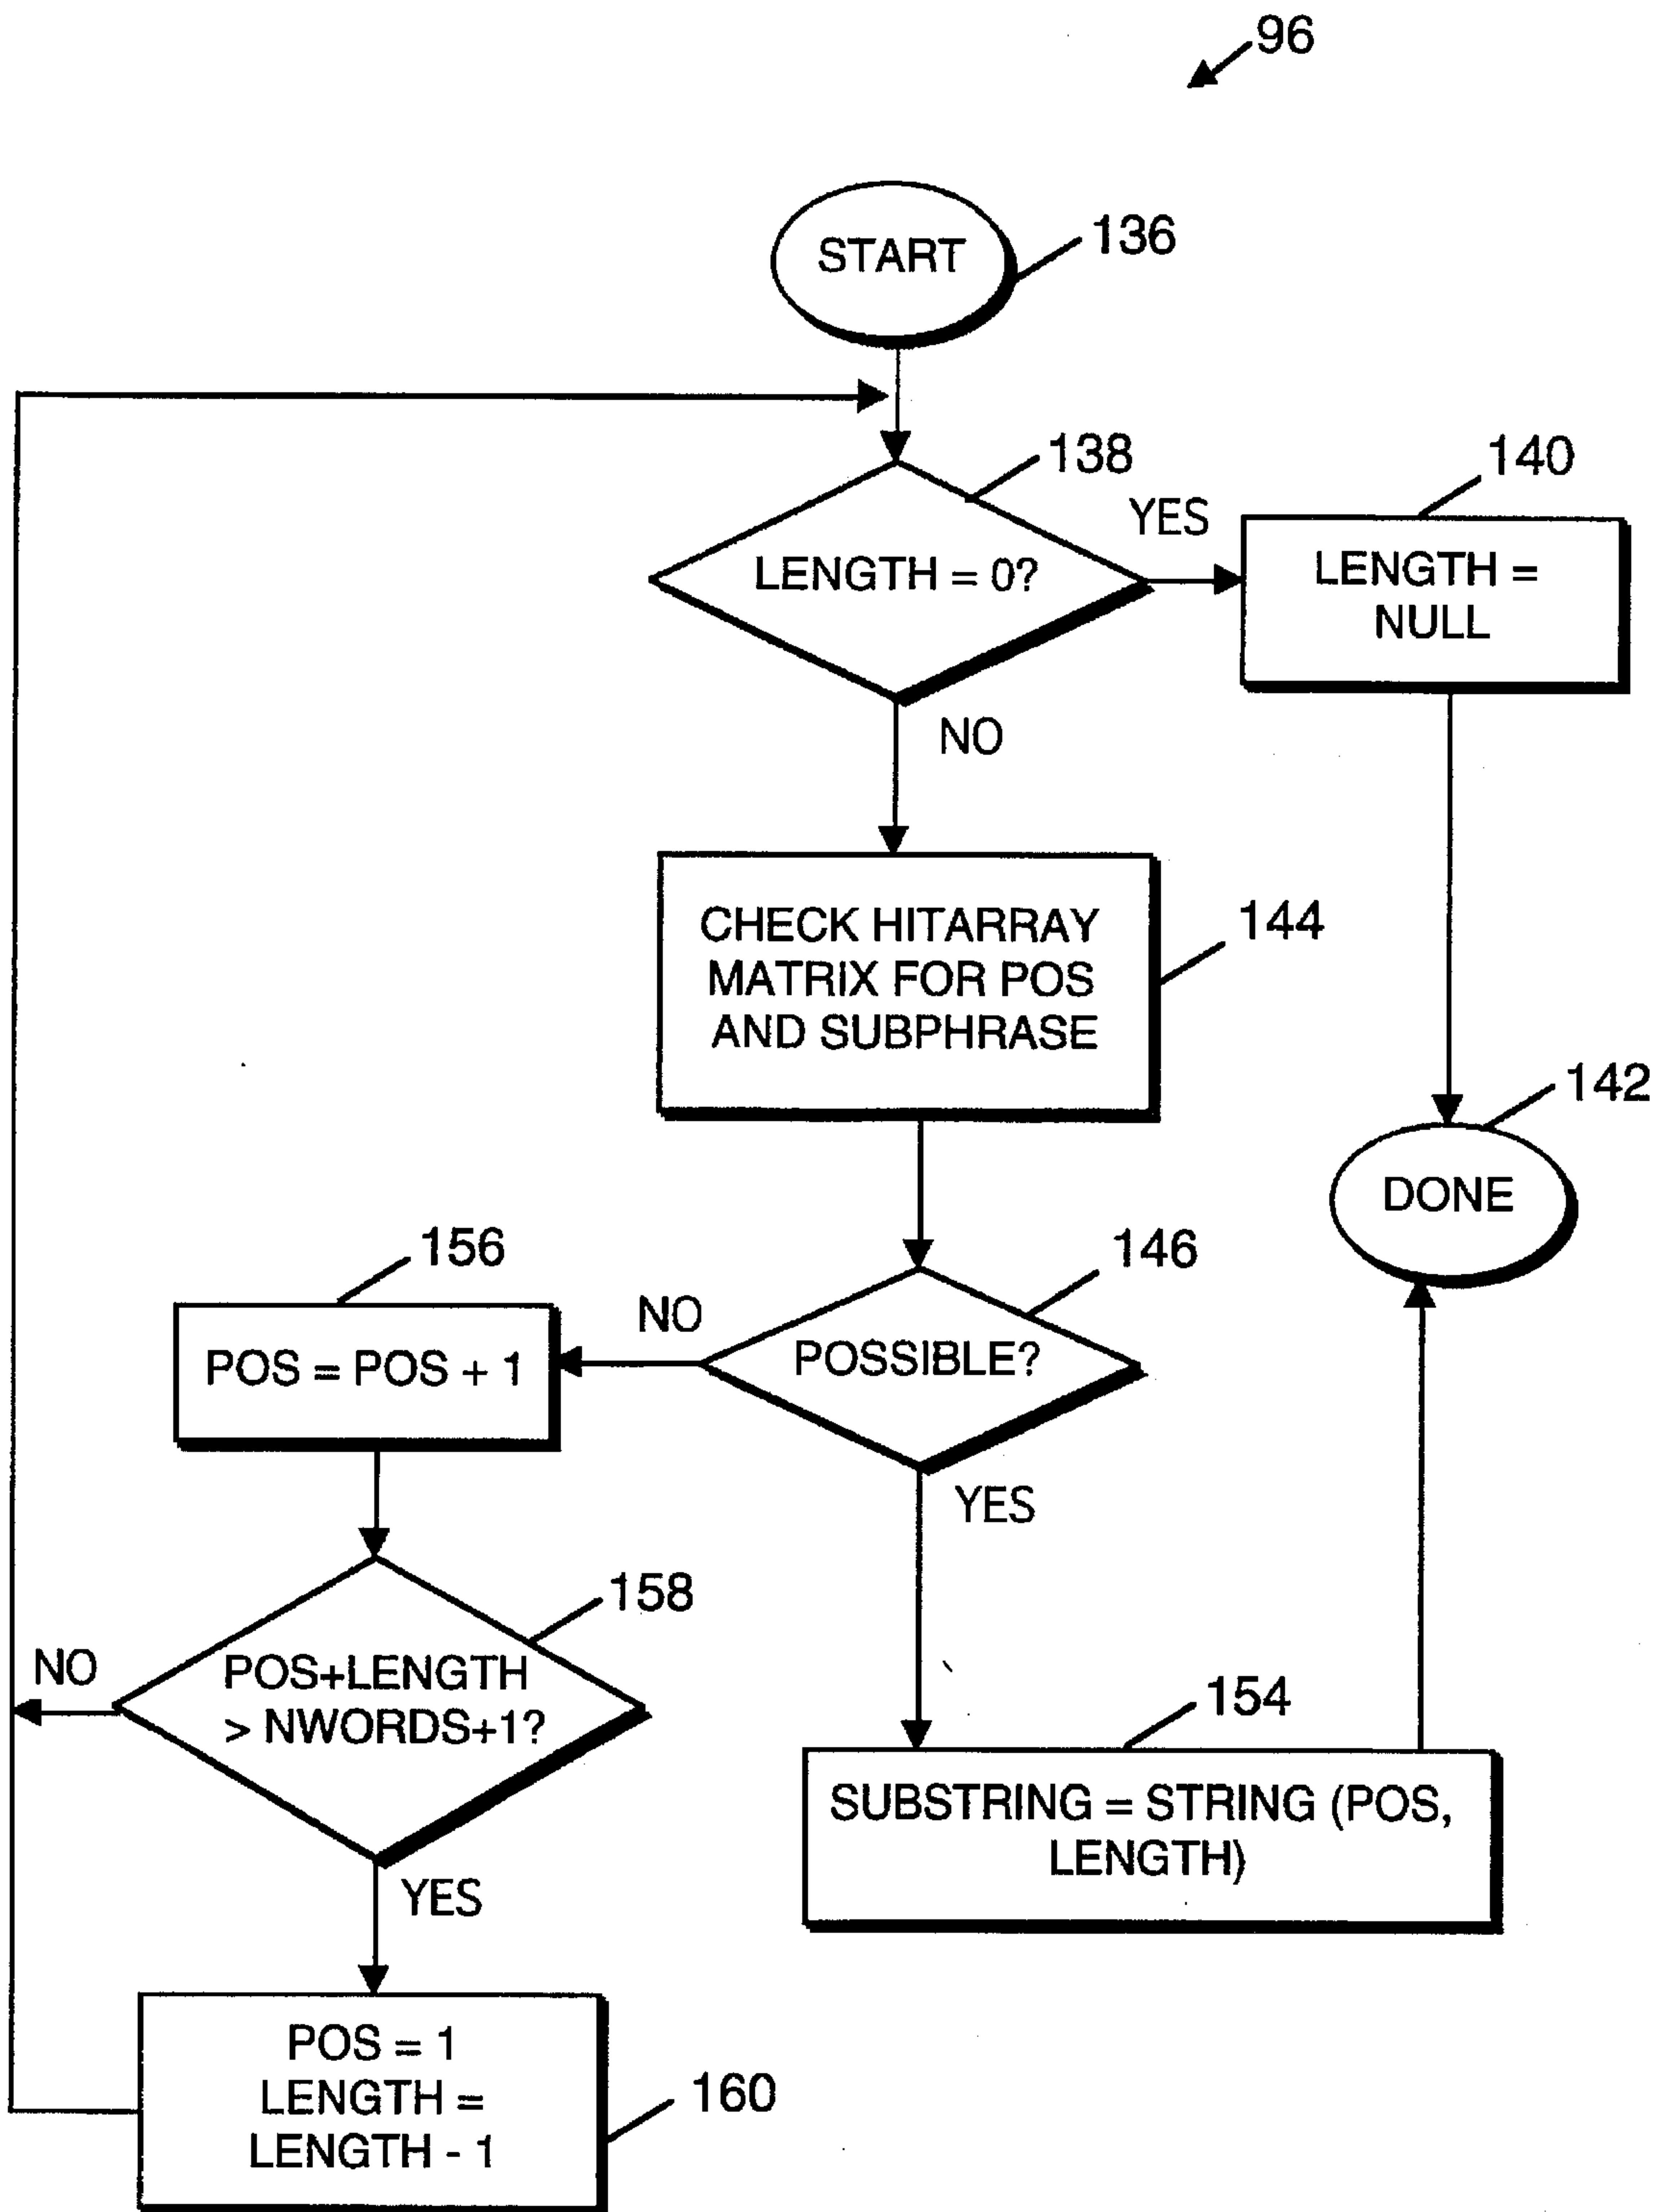 96
START
136
138
LENGTH = 0?
YES
140
LENGTH =
NULL
NO
CHECK HITARRAY
MATRIX FOR POS
AND SUBPHRASE
144
142
DONE
146
POSSIBLE?
NO
156
POS = POS + 1
YES
158
POS+LENGTH
> NWORDS+1?
NO
154
SUBSTRING = STRING (POS,
LENGTH)
YES
POS = 1
LENGTH =
LENGTH - 1
160